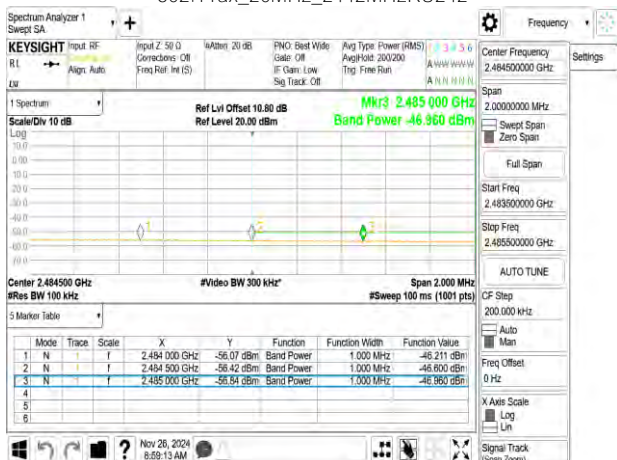 Spectrum Analyzer 1
Swept SA
+
Frequency
Settings
KEYSIGHT Input: RF
RL
Align: Auto
LW
Input Z: 50 Ω
Corrections: Off
Freq Ref: Int (S)
#Atten: 20 dB
PNO: Best Wide
Gate: Off
IF Gain: Low
Sig Track: Off
Avg Type: Power (RMS)
Avg|Hold: 200/200
Trig: Free Run
1 2 3 4 5 6
A W W W W W
A N N N N N
Center Frequency
2.484500000 GHz
Span
2.00000000 MHz
Swept Span
Zero Span
Full Span
Start Freq
2.483500000 GHz
Stop Freq
2.485500000 GHz
AUTO TUNE
CF Step
200.000 kHz
Auto
Man
Freq Offset
0 Hz
X Axis Scale
Log
Lin
Signal Track
(Span Zoom)
1 Spectrum
Scale/Div 10 dB
Ref Lvl Offset 10.80 dB
Ref Level 20.00 dBm
Mkr3 2.485 000 GHz
Band Power -46.960 dBm
Log
10.0
0.00
-10.0
-20.0
-30.0
-40.0
-50.0
-60.0
-70.0
Center 2.484500 GHz
#Res BW 100 kHz
#Video BW 300 kHz*
Span 2.000 MHz
#Sweep 100 ms (1001 pts)
5 Marker Table
Mode Trace Scale X Y Function Function Width Function Value
1 N 1 f 2.484 000 GHz -56.07 dBm Band Power 1.000 MHz -46.211 dBm
2 N 1 f 2.484 500 GHz -56.42 dBm Band Power 1.000 MHz -46.600 dBm
3 N 1 f 2.485 000 GHz -56.84 dBm Band Power 1.000 MHz -46.960 dBm
4
5
6
?
Nov 26, 2024
8:59:13 AM